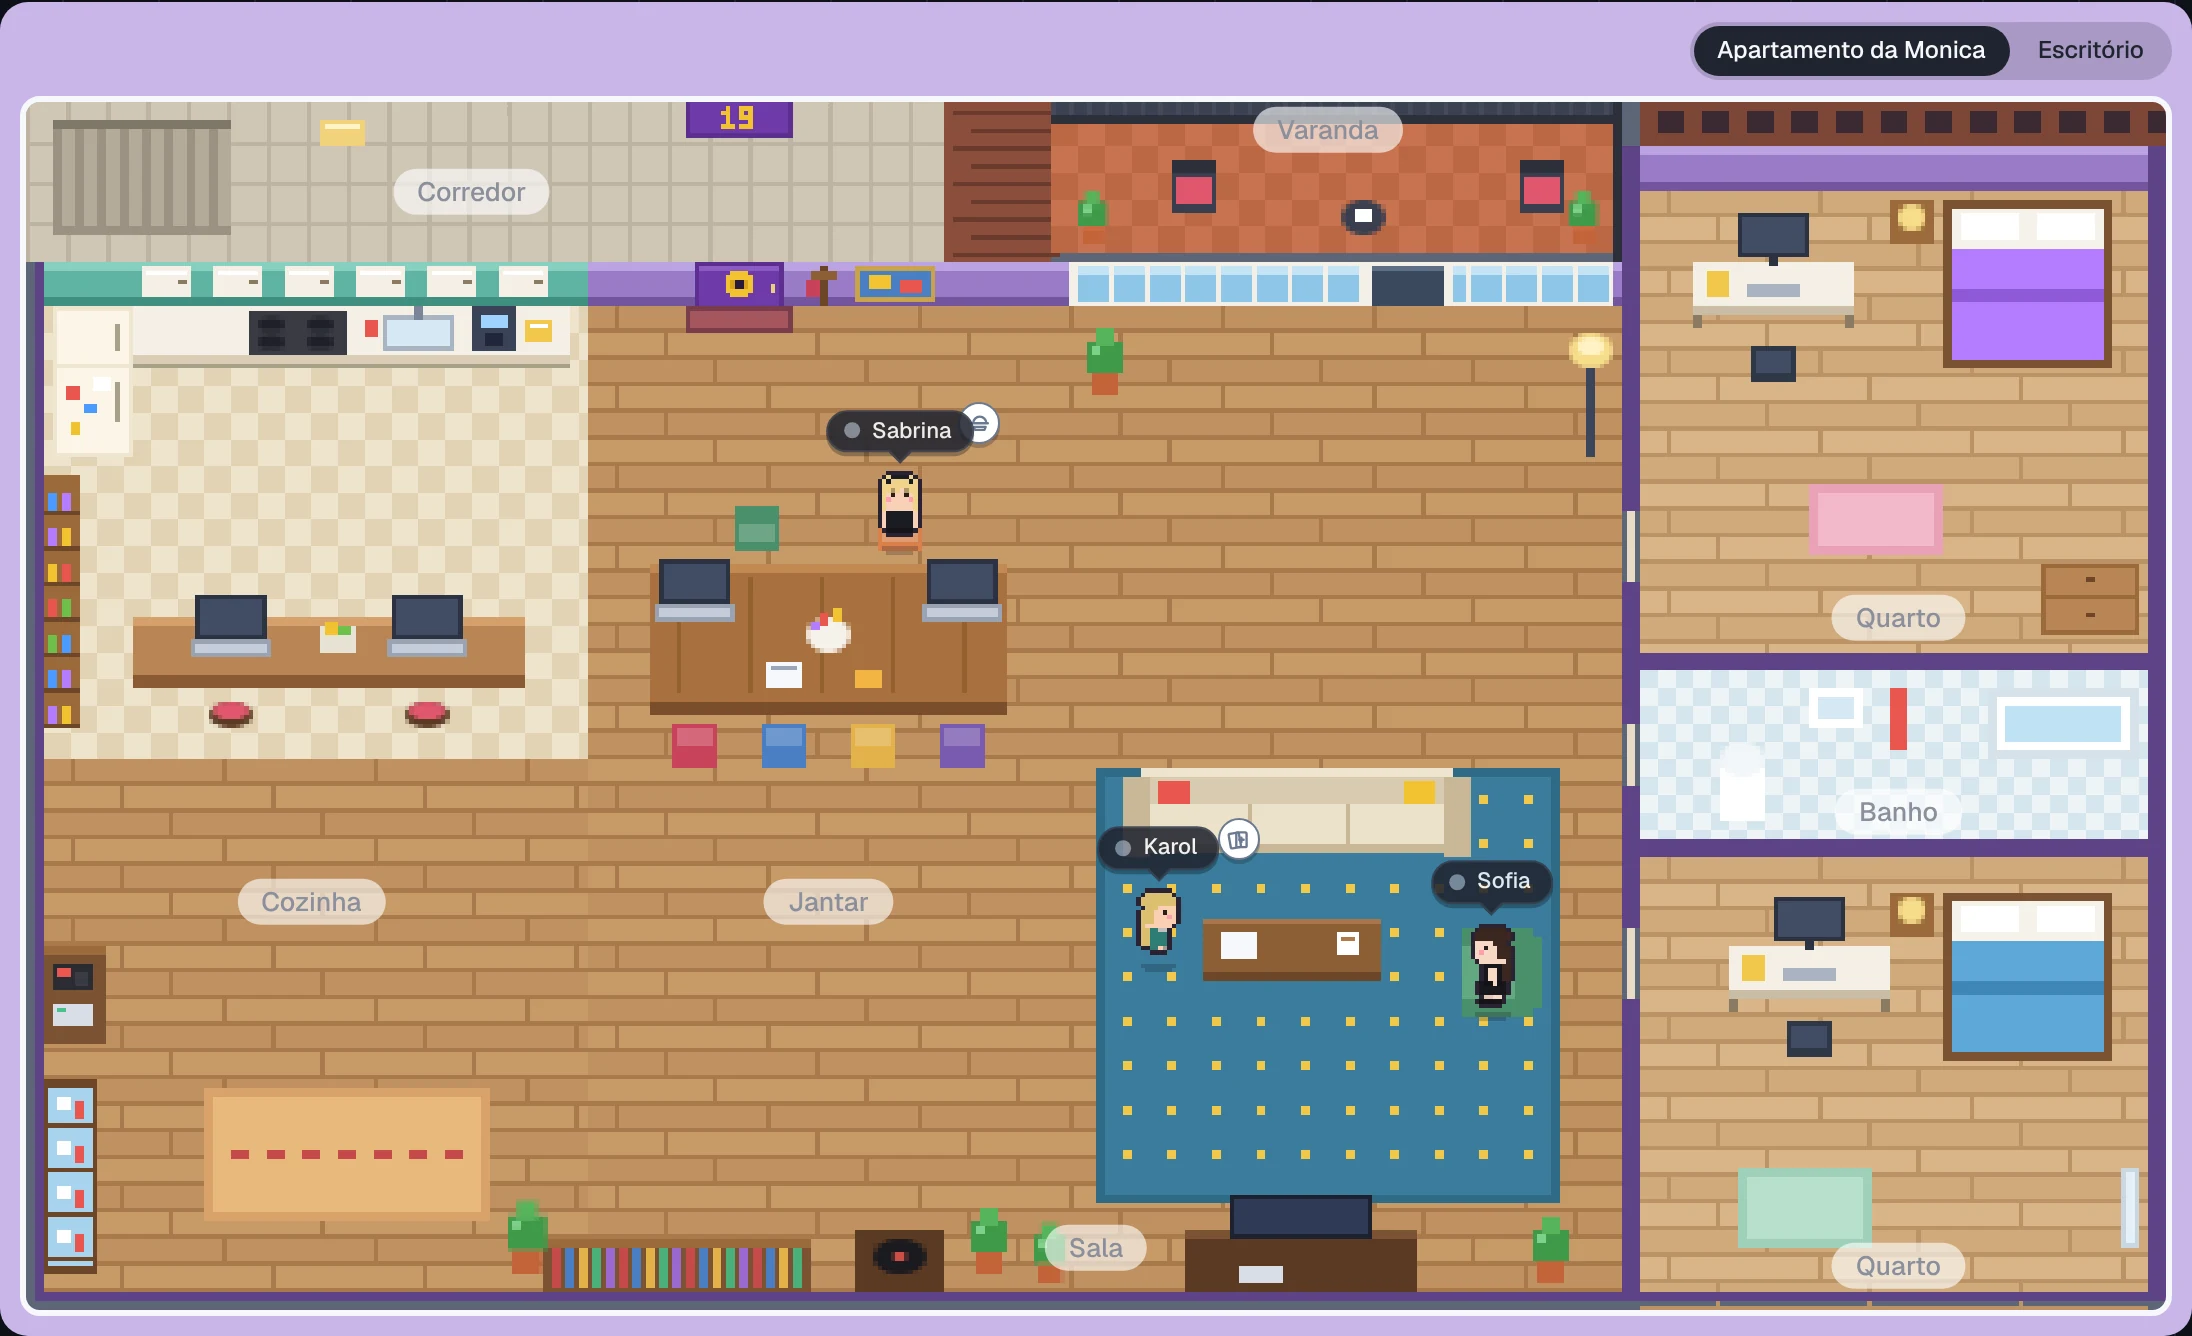 Apartamento da Monica
Escritório
19
Varanda
Corredor
Sabrina
Quarto
Banho
Karol
Sofia
Cozinha
Jantar
Sala
Quarto